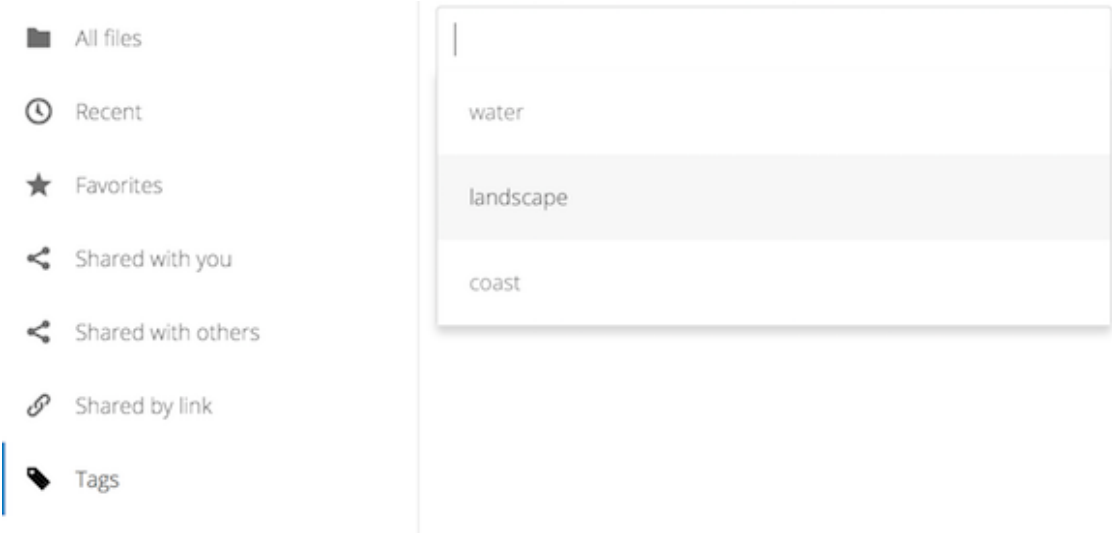 All files
Recent
Favorites
Shared with you
Shared with others
Shared by link
Tags
water
landscape
coast